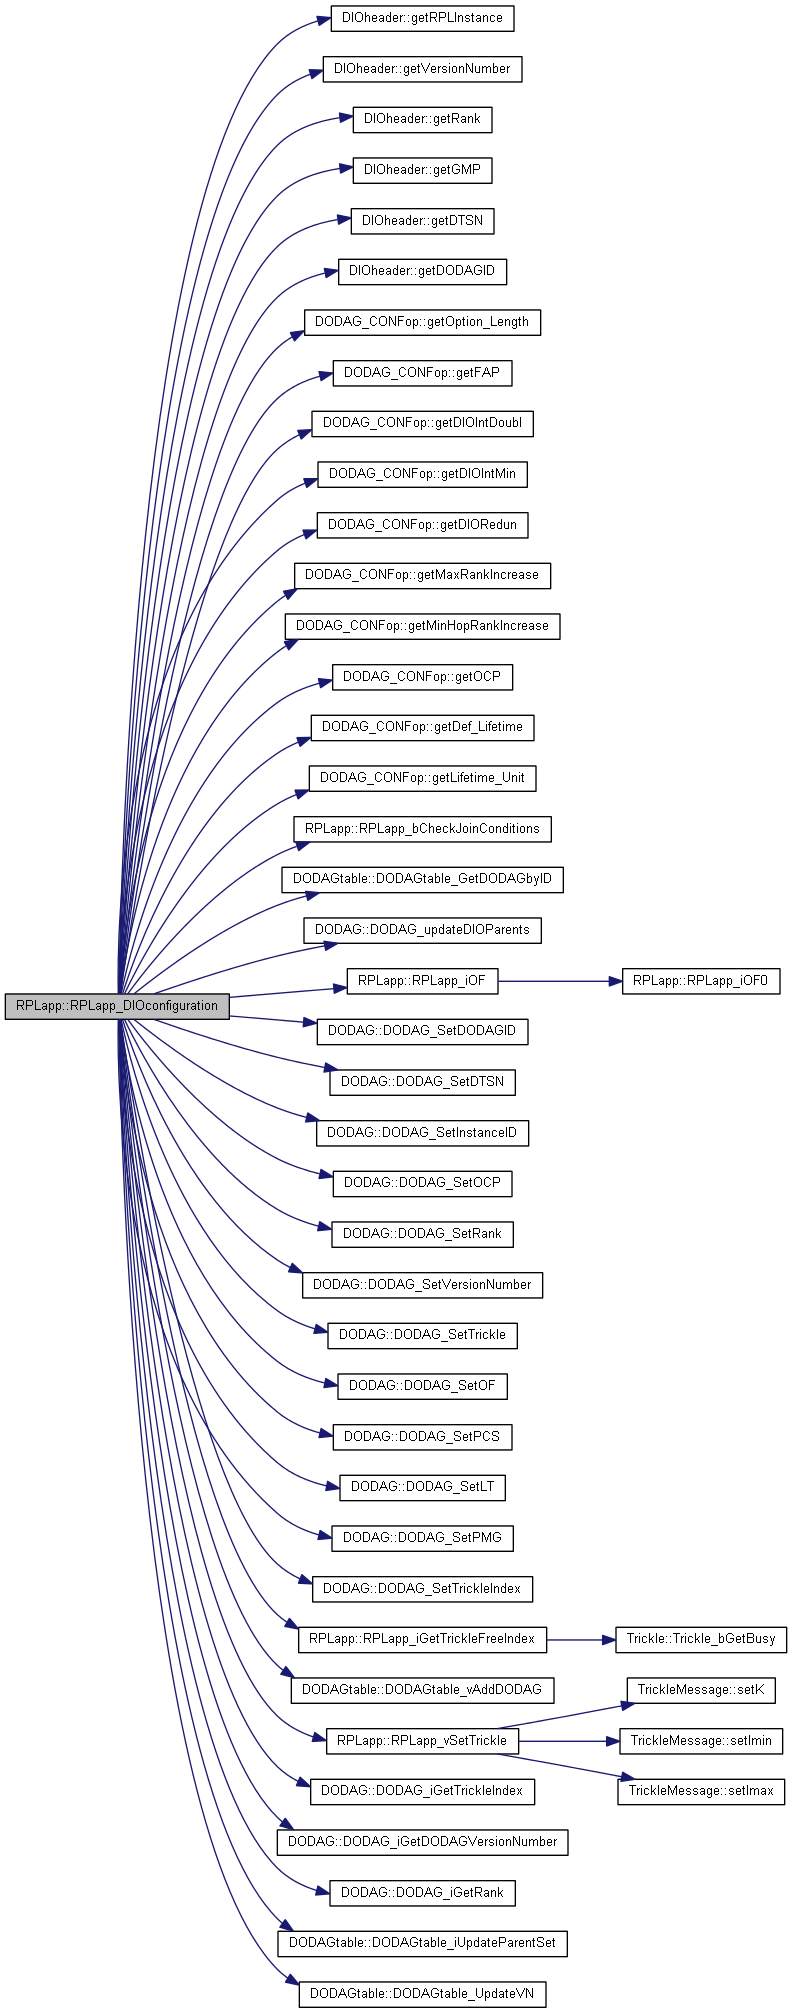 DIOheader::getRPLInstance
DIOheader::getVersionNumber
DIOheader::getRank
DIOheader::getGMP
DIOheader::getDTSN
DIOheader::getDODAGID
DODAG_CONFop::getOption_Length
DODAG_CONFop::getFAP
DODAG_CONFop::getDIOIntDoubl
DODAG_CONFop::getDIOIntMin
DODAG_CONFop::getDIORedun
DODAG_CONFop::getMaxRankIncrease
DODAG_CONFop::getMinHopRankIncrease
DODAG_CONFop::getOCP
DODAG_CONFop::getDef_Lifetime
DODAG_CONFop::getLifetime_Unit
RPLapp::RPLapp_bCheckJoinConditions
DODAGtable::DODAGtable_GetDODAGbyID
DODAG::DODAG_updateDIOParents
RPLapp::RPLapp_iOF
RPLapp::RPLapp_iOF0
RPLapp::RPLapp_DIOconfiguration
DODAG::DODAG_SetDODAGID
DODAG::DODAG_SetDTSN
DODAG::DODAG_SetInstanceID
DODAG::DODAG_SetOCP
DODAG::DODAG_SetRank
DODAG::DODAG_SetVersionNumber
DODAG::DODAG_SetTrickle
DODAG::DODAG_SetOF
DODAG::DODAG_SetPCS
DODAG::DODAG_SetLT
DODAG::DODAG_SetPMG
DODAG::DODAG_SetTrickleIndex
RPLapp::RPLapp_iGetTrickleFreeIndex
Trickle::Trickle_bGetBusy
DODAGtable::DODAGtable_vAddDODAG
TrickleMessage::setK
RPLapp::RPLapp_vSetTrickle
TrickleMessage::setImin
TrickleMessage::setImax
DODAG::DODAG_iGetTrickleIndex
DODAG::DODAG_iGetDODAGVersionNumber
DODAG::DODAG_iGetRank
DODAGtable::DODAGtable_iUpdateParentSet
DODAGtable::DODAGtable_UpdateVN